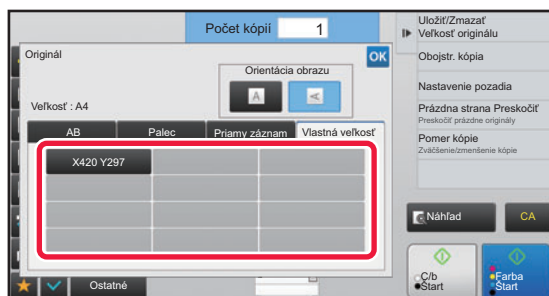 Počet kópií 1
Originál
OK
Orientácia obrazu
A
A
Veľkosť : A4
AB
Palec
Priamy záznam
Vlastná veľkosť
X420 Y297
Ostatné
Uložiť/Zmazať
Veľkosť originálu
Obojstr. kópia
Nastavenie pozadia
Prázdna strana Preskočiť
Preskočiť prázdne originály
Pomer kópie
Zväčšenie/zmenšenie kópie
Náhľad
CA
Č/b
Štart
Farba
Štart